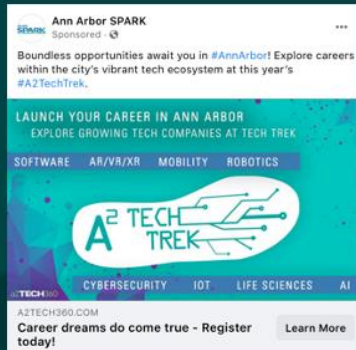 SPARK
Ann Arbor SPARK
Sponsored ·
Boundless opportunities await you in #AnnArbor! Explore careers
within the city's vibrant tech ecosystem at this year's
#A2TechTrek.
LAUNCH YOUR CAREER IN ANN ARBOR
EXPLORE GROWING TECH COMPANIES AT TECH TREK
SOFTWARE AR/VR/XR MOBILITY ROBOTICS
A² TECH
TREK
CYBERSECURITY IOT LIFE SCIENCES AI
a2TECH360
A2TECH360.COM
Career dreams do come true - Register
today!
Learn More